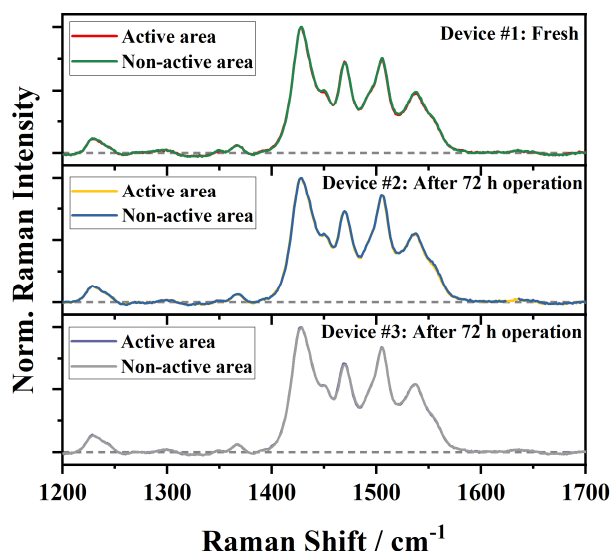 Norm. Raman Intensity
Active area
Non-active area
Device #1: Fresh
Active area
Non-active area
Device #2: After 72 h operation
Active area
Non-active area
Device #3: After 72 h operation
1200 1300 1400 1500 1600 1700
Raman Shift / cm⁻¹